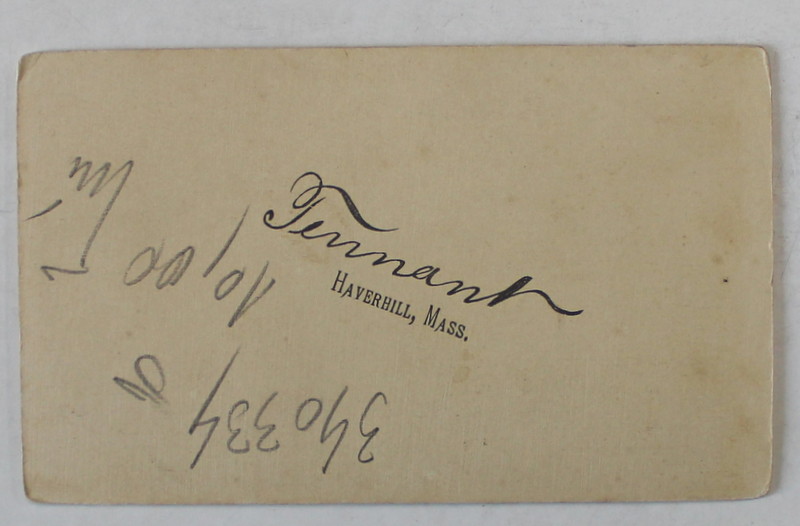 Tennant
HAVERHILL, MASS.
340334
10,00